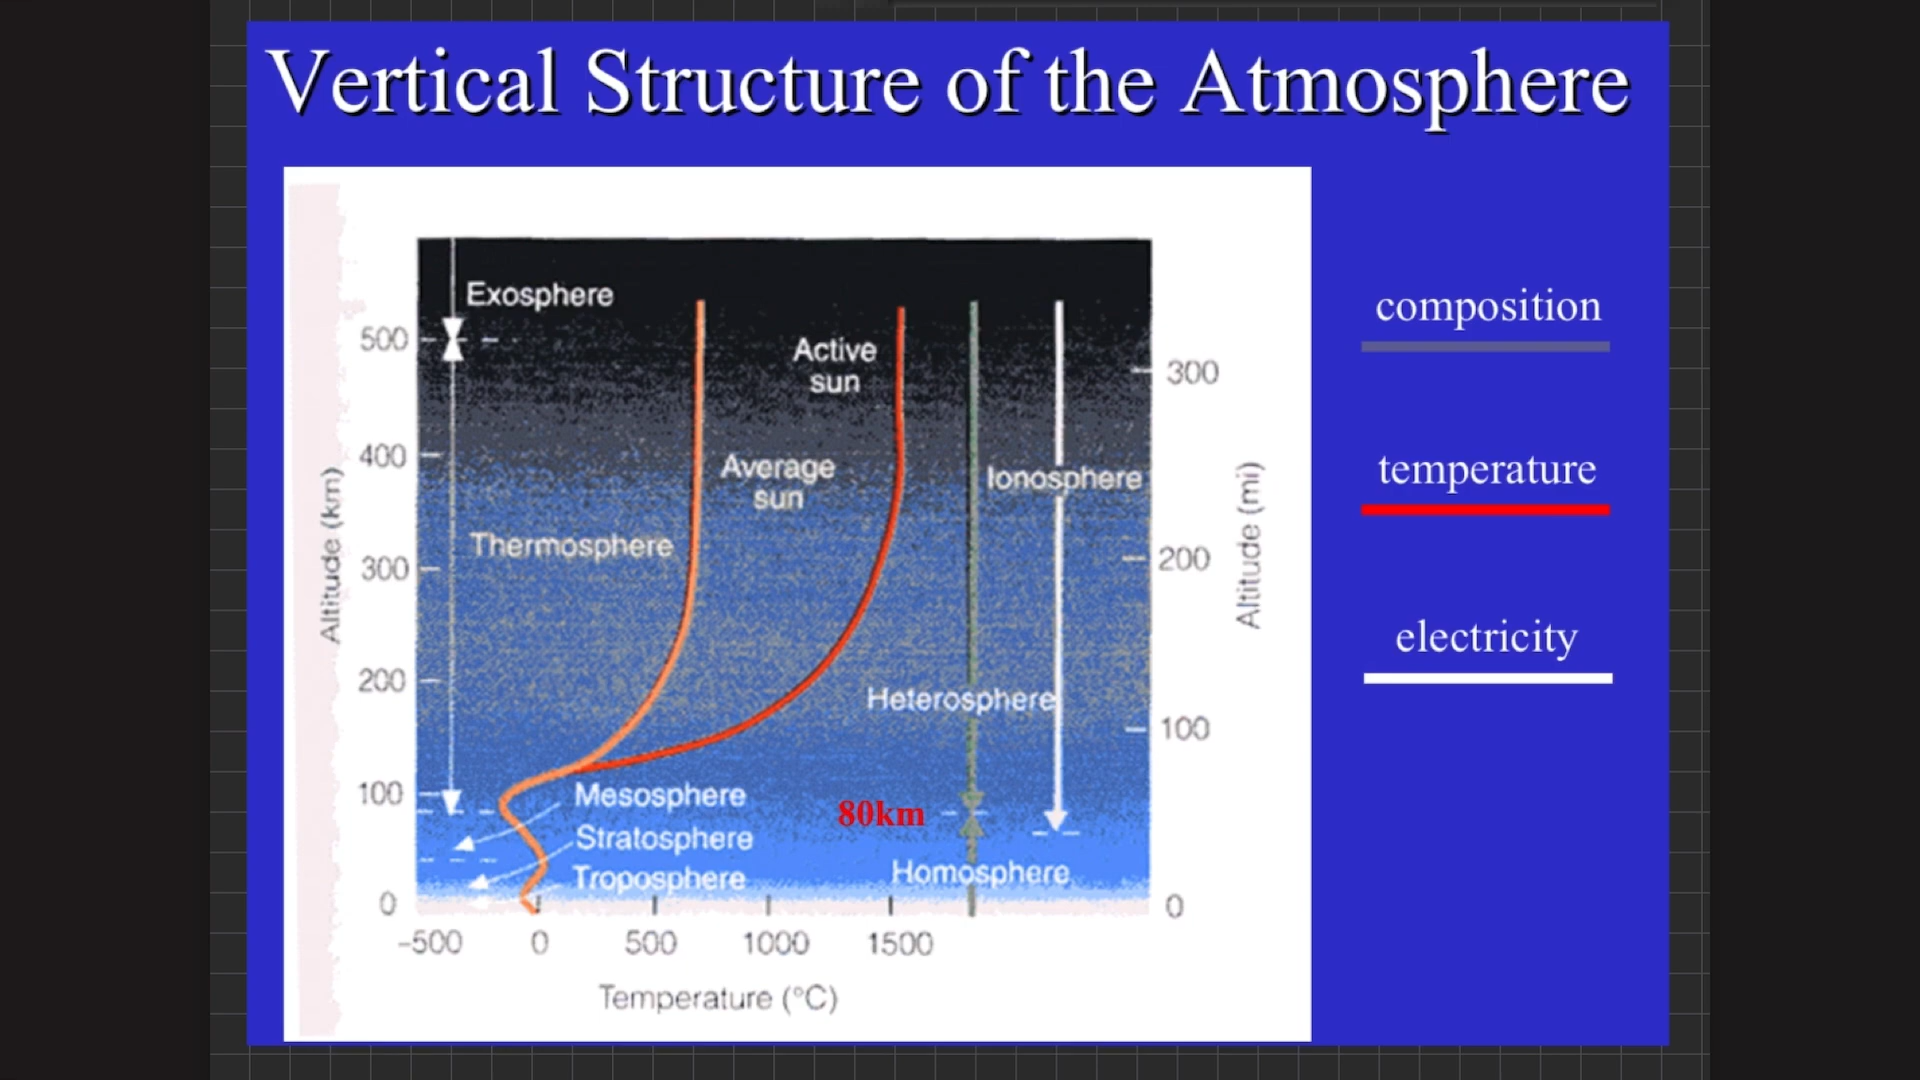 Vertical Structure of the Atmosphere
Exosphere
500
Active
sun
300
composition
400
Average
sun
Ionosphere
temperature
Altitude (km)
Thermosphere
300
200
Altitude (mi)
electricity
200
Heterosphere
100
100
Mesosphere
80km
Stratosphere
Troposphere
Homosphere
0
0
-500
0
500
1000
1500
Temperature (°C)